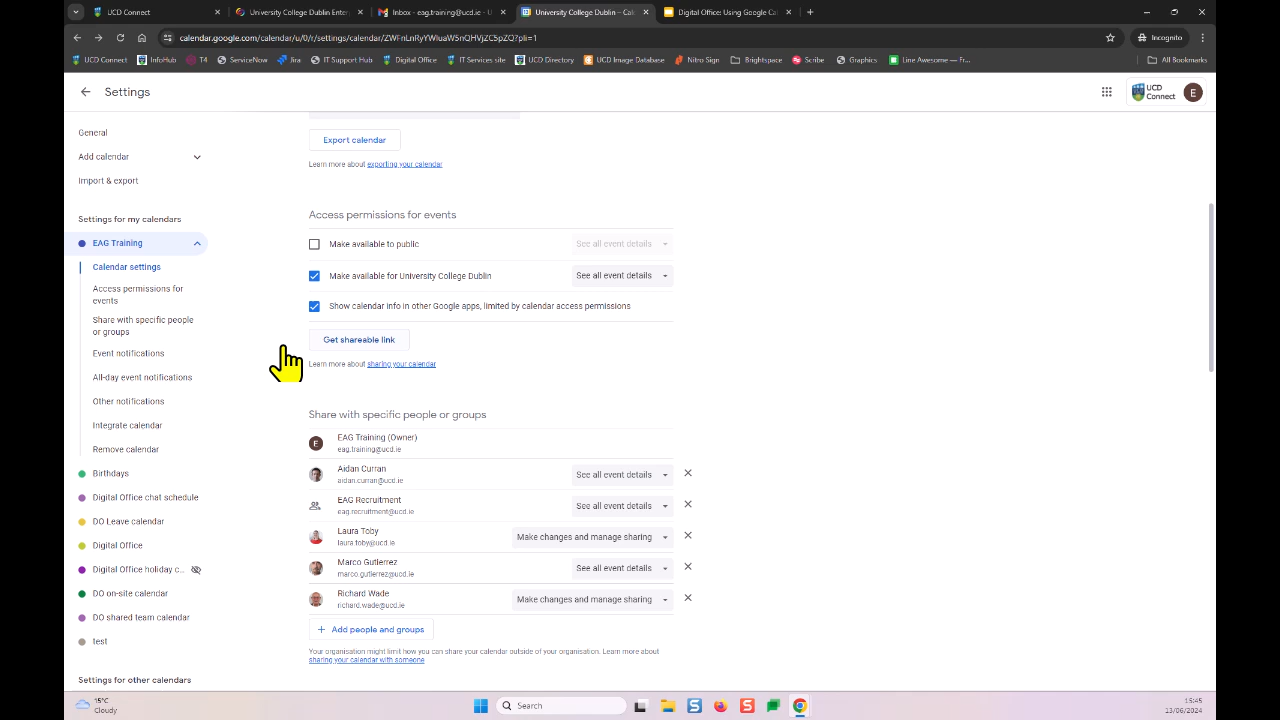 UCD Connect
University College Dublin Enter
Inbox - eag.training@ucd.ie - U
University College Dublin – Cale
Digital Office: Using Google Cal
calendar.google.com/calendar/u/0/r/settings/calendar/ZWFnLnRyYWluaW5nQHVjZC5pZQ?pli=1
Incognito
UCD Connect
InfoHub
T4
ServiceNow
Jira
IT Support Hub
Digital Office
IT Services site
UCD Directory
UCD Image Database
Nitro Sign
Brightspace
Scribe
Graphics
Line Awesome — Fr...
All Bookmarks
Settings
UCD
Connect
E
General
Add calendar
Import & export
Settings for my calendars
EAG Training
Calendar settings
Access permissions for
events
Share with specific people
or groups
Event notifications
All-day event notifications
Other notifications
Integrate calendar
Remove calendar
Birthdays
Digital Office chat schedule
DO Leave calendar
Digital Office
Digital Office holiday c...
DO on-site calendar
DO shared team calendar
test
Settings for other calendars
Export calendar
Learn more about exporting your calendar
Access permissions for events
Make available to public
See all event details
Make available for University College Dublin
See all event details
Show calendar info in other Google apps, limited by calendar access permissions
Get shareable link
Learn more about sharing your calendar
Share with specific people or groups
E
EAG Training (Owner)
eag.training@ucd.ie
Aidan Curran
aidan.curran@ucd.ie
See all event details
EAG Recruitment
eag.recruitment@ucd.ie
See all event details
Laura Toby
laura.toby@ucd.ie
Make changes and manage sharing
Marco Gutierrez
marco.gutierrez@ucd.ie
See all event details
Richard Wade
richard.wade@ucd.ie
Make changes and manage sharing
+ Add people and groups
Your organisation might limit how you can share your calendar outside of your organisation. Learn more about
sharing your calendar with someone
15°C
Cloudy
Search
15:45
13/06/2024